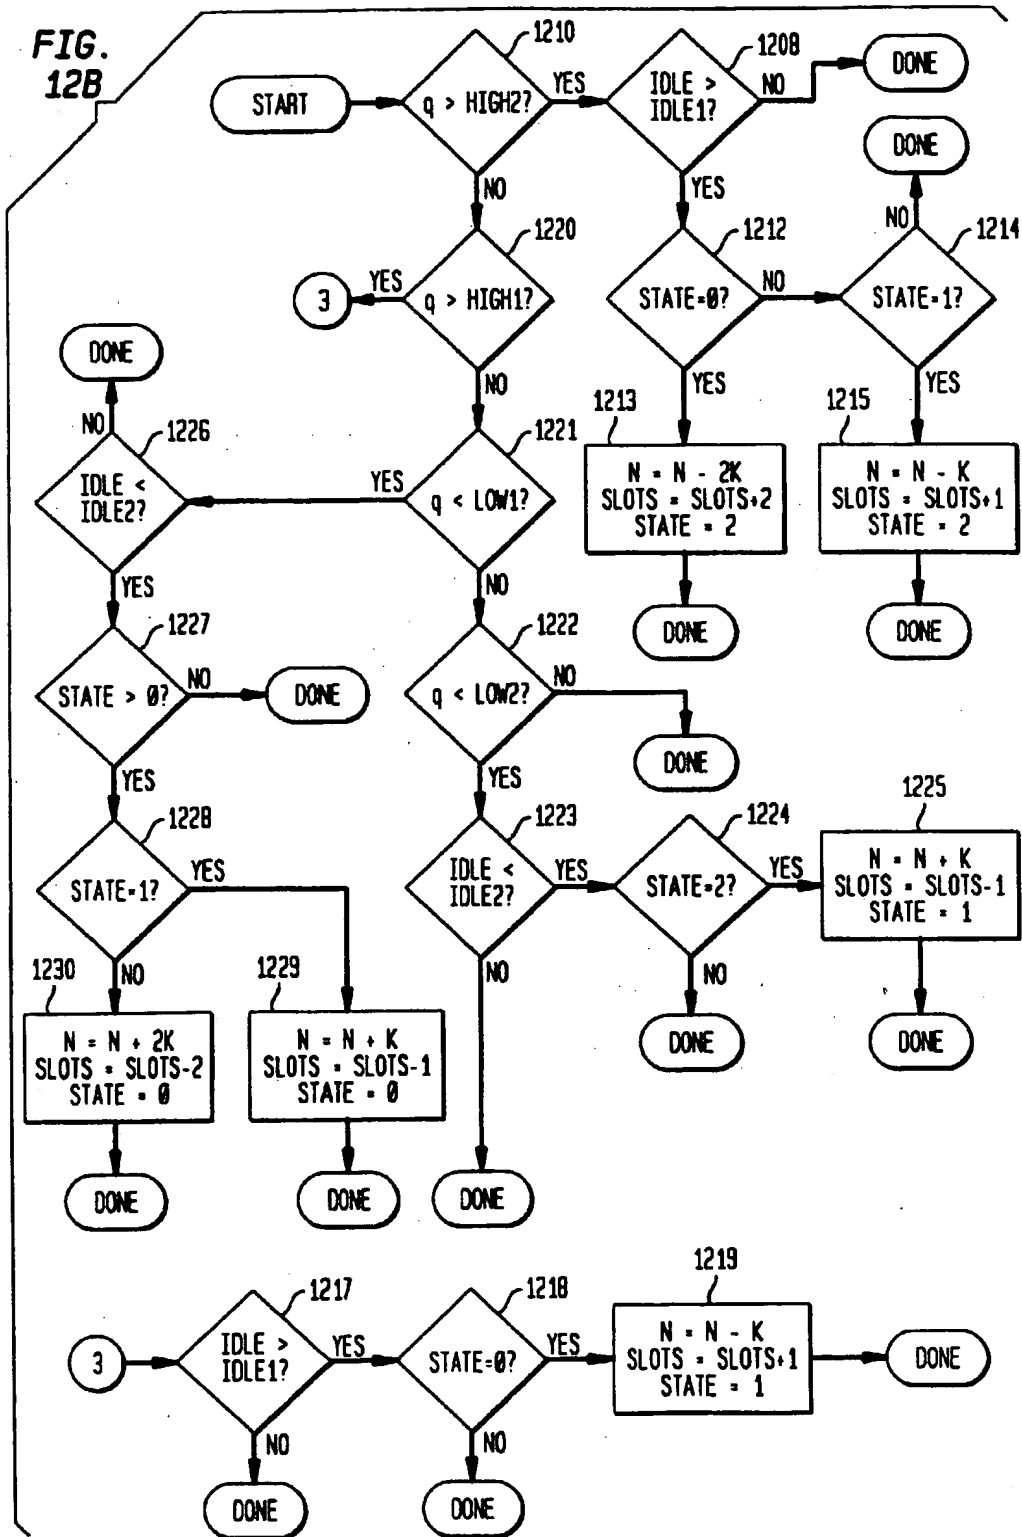 FIG.
12B
START
1210
q > HIGH2?
YES
NO
1208
IDLE >
IDLE1?
NO
DONE
YES
1220
q > HIGH1?
YES
3
NO
1212
STATE=0?
NO
YES
1214
STATE=1?
NO
DONE
YES
1213
N = N - 2K
SLOTS = SLOTS+2
STATE = 2
DONE
1215
N = N - K
SLOTS = SLOTS+1
STATE = 2
DONE
1221
q < LOW1?
YES
NO
1226
IDLE <
IDLE2?
NO
DONE
YES
1227
STATE > 0?
NO
DONE
YES
1222
q < LOW2?
NO
DONE
YES
1228
STATE=1?
YES
NO
1223
IDLE <
IDLE2?
YES
NO
DONE
1224
STATE=2?
YES
NO
DONE
1225
N = N + K
SLOTS = SLOTS-1
STATE = 1
DONE
1230
N = N + 2K
SLOTS = SLOTS-2
STATE = 0
DONE
1229
N = N + K
SLOTS = SLOTS-1
STATE = 0
DONE
3
1217
IDLE >
IDLE1?
YES
NO
DONE
1218
STATE=0?
YES
NO
DONE
1219
N = N - K
SLOTS = SLOTS+1
STATE = 1
DONE